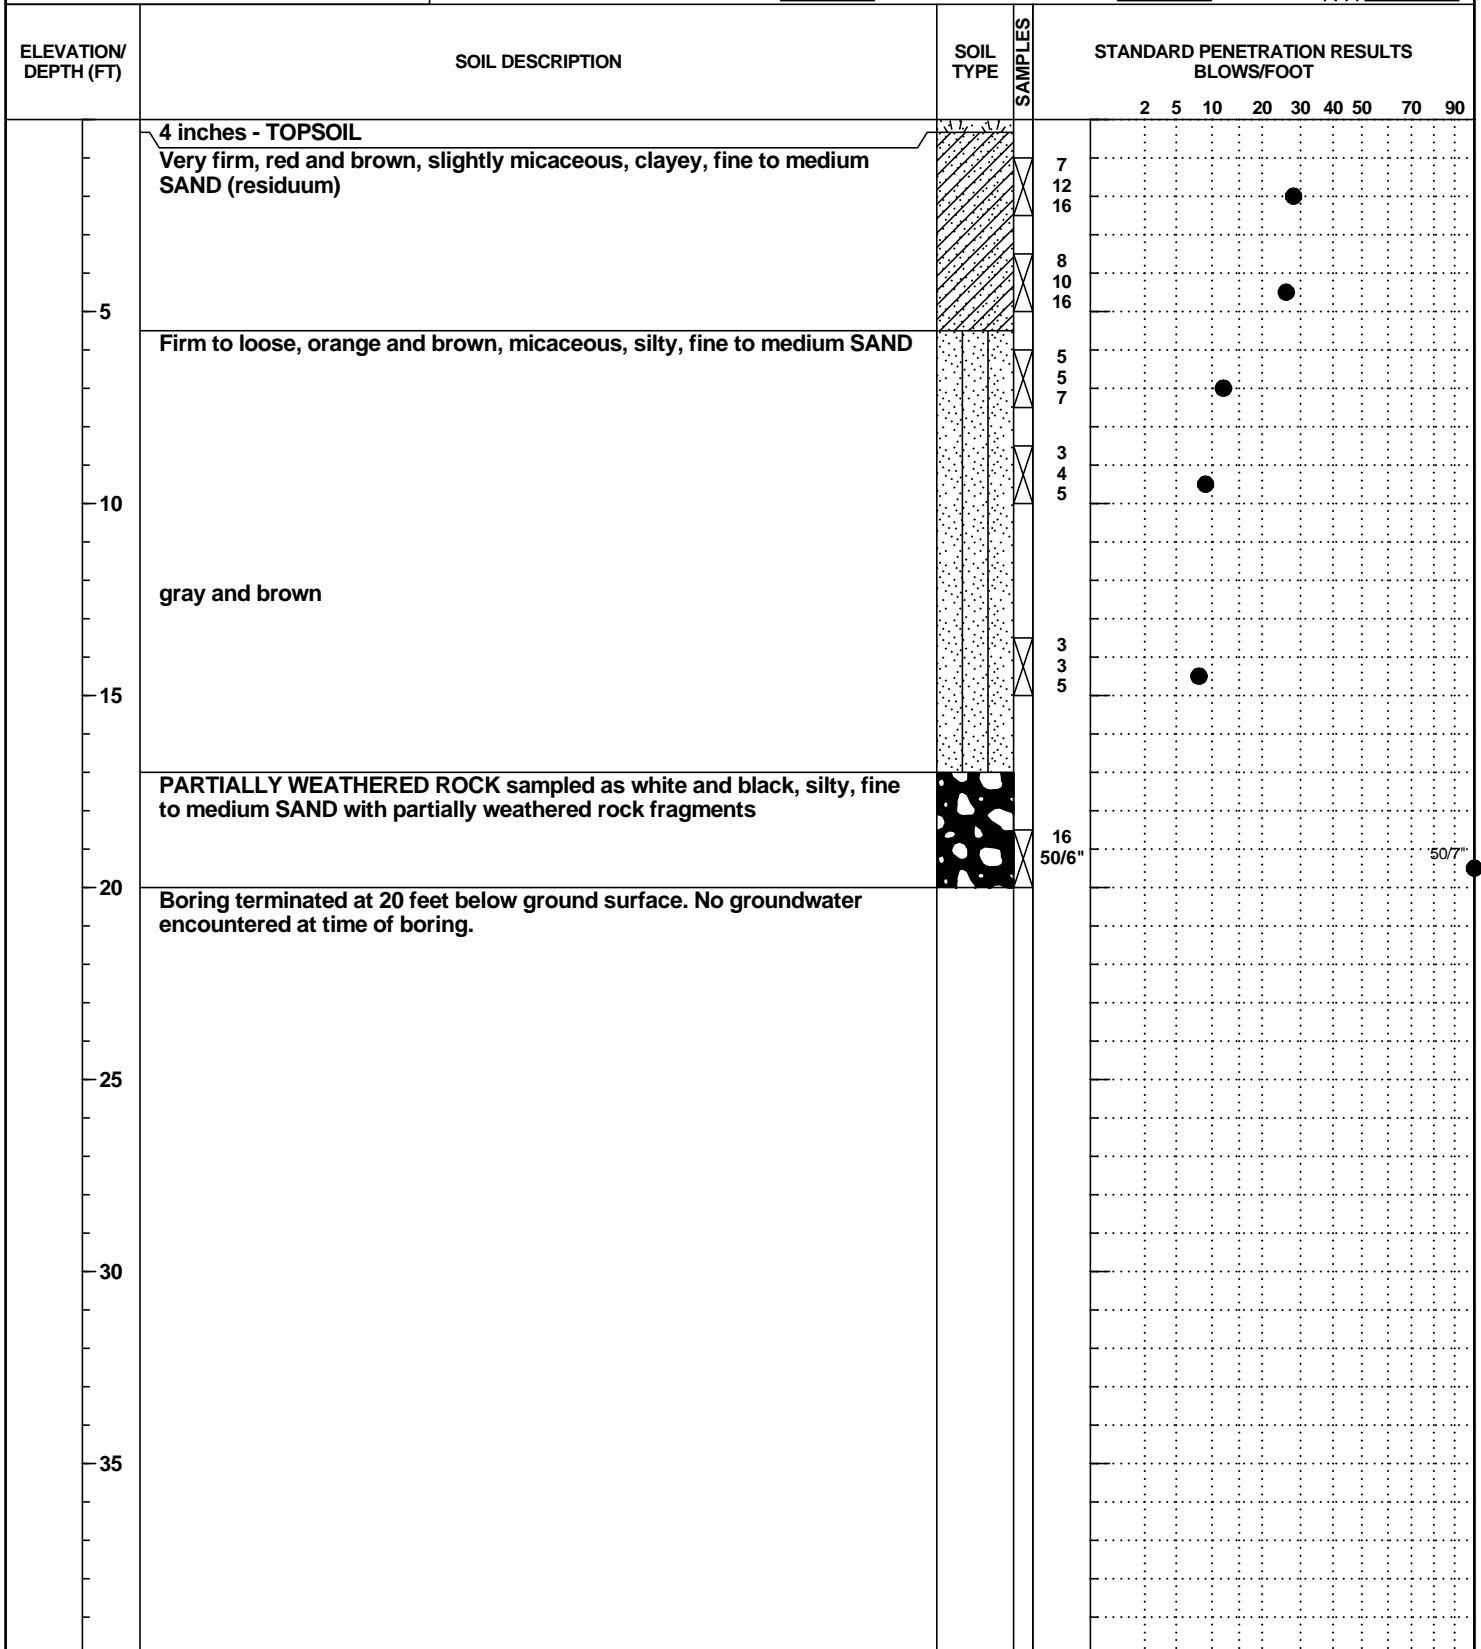 ELEVATION/
DEPTH (FT)
SOIL DESCRIPTION
SOIL
TYPE
SAMPLES
STANDARD PENETRATION RESULTS
BLOWS/FOOT
2 5 10 20 30 40 50 70 90
4 inches - TOPSOIL
Very firm, red and brown, slightly micaceous, clayey, fine to medium
SAND (residuum)
7
12
16
8
10
16
5
Firm to loose, orange and brown, micaceous, silty, fine to medium SAND
5
5
7
3
4
5
10
gray and brown
3
3
5
15
PARTIALLY WEATHERED ROCK sampled as white and black, silty, fine
to medium SAND with partially weathered rock fragments
16
50/6"
50/7"
20
Boring terminated at 20 feet below ground surface. No groundwater
encountered at time of boring.
25
30
35